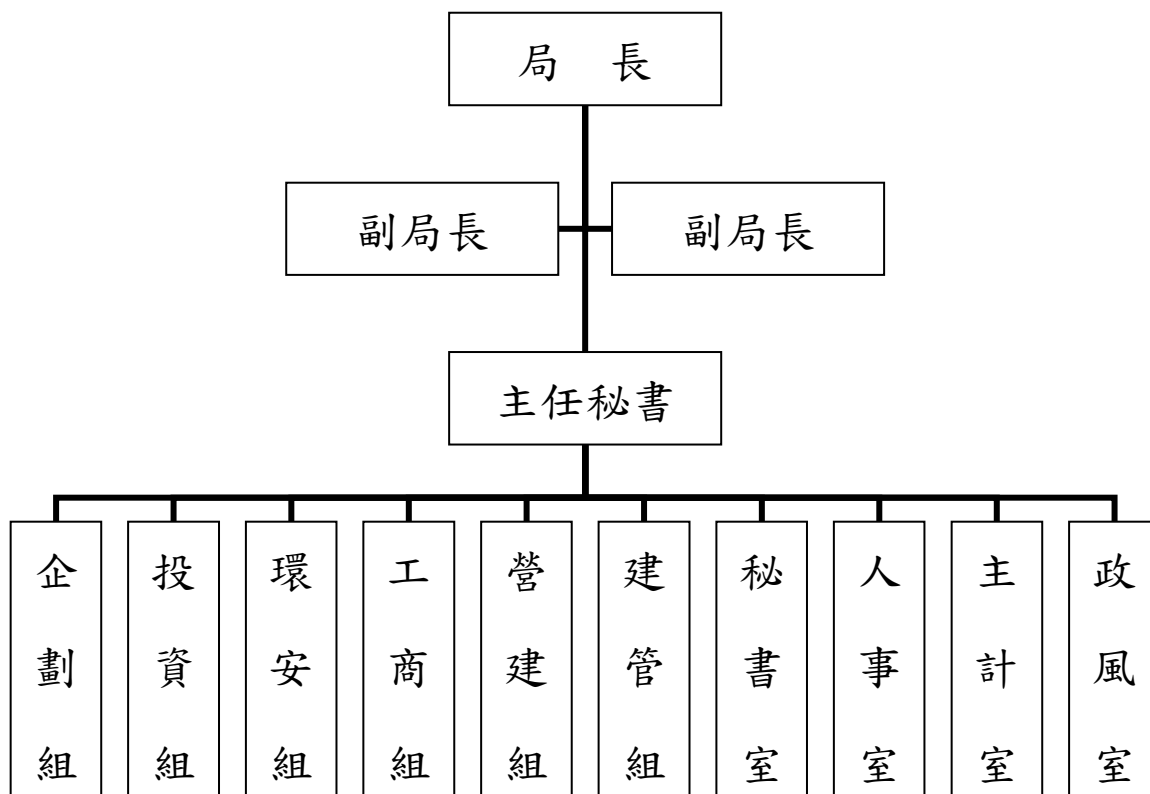 局　長
副局長
副局長
主任秘書
企劃組
投資組
環安組
工商組
營建組
建管組
秘書室
人事室
主計室
政風室